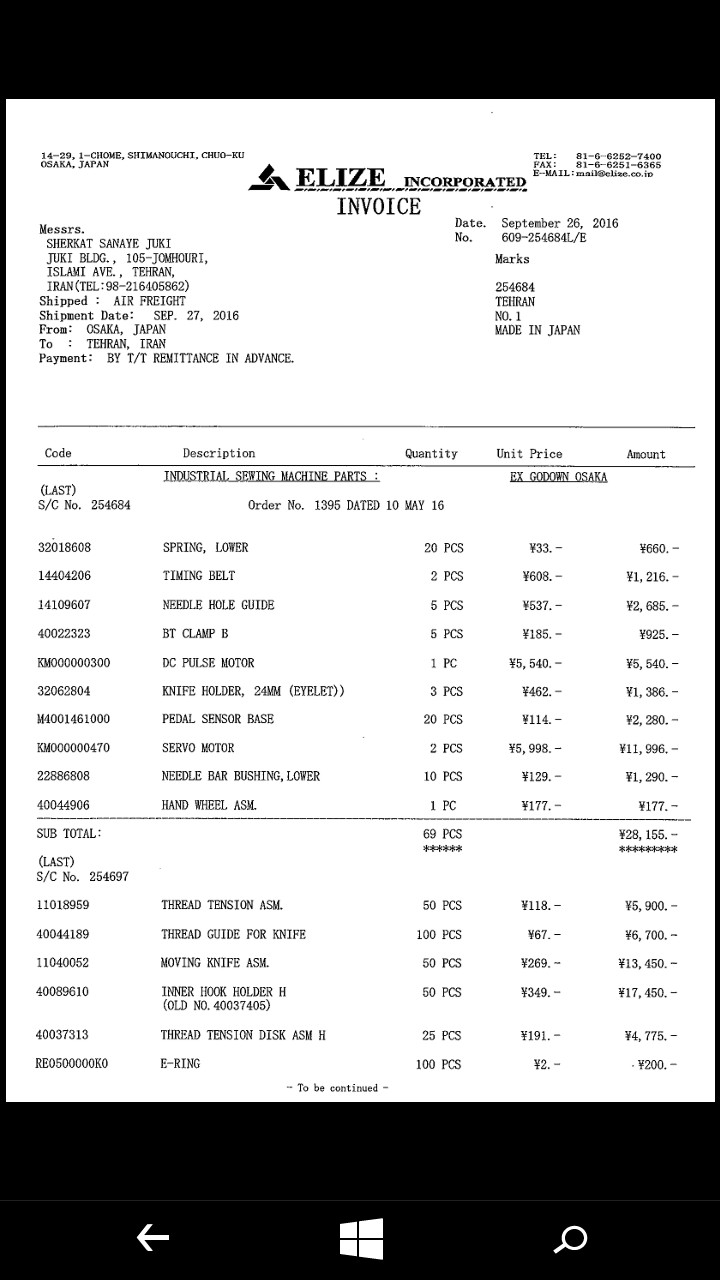 14-29, 1-CHOME, SHIMANOUCHI, CHUO-KU
OSAKA, JAPAN
TEL: 81-6-6252-7400
FAX: 81-6-6251-6365
E-MAIL: mail@elize.co.jp
ELIZE INCORPORATED
INVOICE
Date. September 26, 2016
No. 609-254684L/E
Messrs.
SHERKAT SANAYE JUKI
JUKI BLDG., 105-JOMHOURI,
ISLAMI AVE., TEHRAN,
IRAN(TEL:98-216405862)
Shipped : AIR FREIGHT
Shipment Date: SEP. 27, 2016
From: OSAKA, JAPAN
To : TEHRAN, IRAN
Payment: BY T/T REMITTANCE IN ADVANCE.
Marks
254684
TEHRAN
NO.1
MADE IN JAPAN
Code Description Quantity Unit Price Amount
INDUSTRIAL SEWING MACHINE PARTS : EX GODOWN OSAKA
(LAST)
S/C No. 254684 Order No. 1395 DATED 10 MAY 16
32018608 SPRING, LOWER 20 PCS ¥33.- ¥660.-
14404206 TIMING BELT 2 PCS ¥608.- ¥1,216.-
14109607 NEEDLE HOLE GUIDE 5 PCS ¥537.- ¥2,685.-
40022323 BT CLAMP B 5 PCS ¥185.- ¥925.-
KM000000300 DC PULSE MOTOR 1 PC ¥5,540.- ¥5,540.-
32062804 KNIFE HOLDER, 24MM (EYELET)) 3 PCS ¥462.- ¥1,386.-
M4001461000 PEDAL SENSOR BASE 20 PCS ¥114.- ¥2,280.-
KM000000470 SERVO MOTOR 2 PCS ¥5,998.- ¥11,996.-
22886808 NEEDLE BAR BUSHING,LOWER 10 PCS ¥129.- ¥1,290.-
40044906 HAND WHEEL ASM. 1 PC ¥177.- ¥177.-
SUB TOTAL: 69 PCS ¥28,155.-
****** *********
(LAST)
S/C No. 254697
11018959 THREAD TENSION ASM. 50 PCS ¥118.- ¥5,900.-
40044189 THREAD GUIDE FOR KNIFE 100 PCS ¥67.- ¥6,700.-
11040052 MOVING KNIFE ASM. 50 PCS ¥269.- ¥13,450.-
40089610 INNER HOOK HOLDER H 50 PCS ¥349.- ¥17,450.-
(OLD NO.40037405)
40037313 THREAD TENSION DISK ASM H 25 PCS ¥191.- ¥4,775.-
RE0500000K0 E-RING 100 PCS ¥2.- ¥200.-
- To be continued -